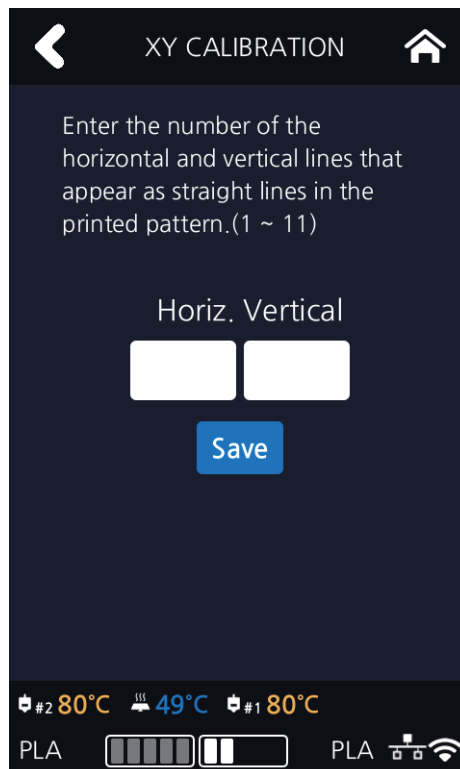 XY CALIBRATION
Enter the number of the
horizontal and vertical lines that
appear as straight lines in the
printed pattern.(1 ~ 11)
Horiz. Vertical
Save
#2 80°C 49°C #1 80°C
PLA PLA